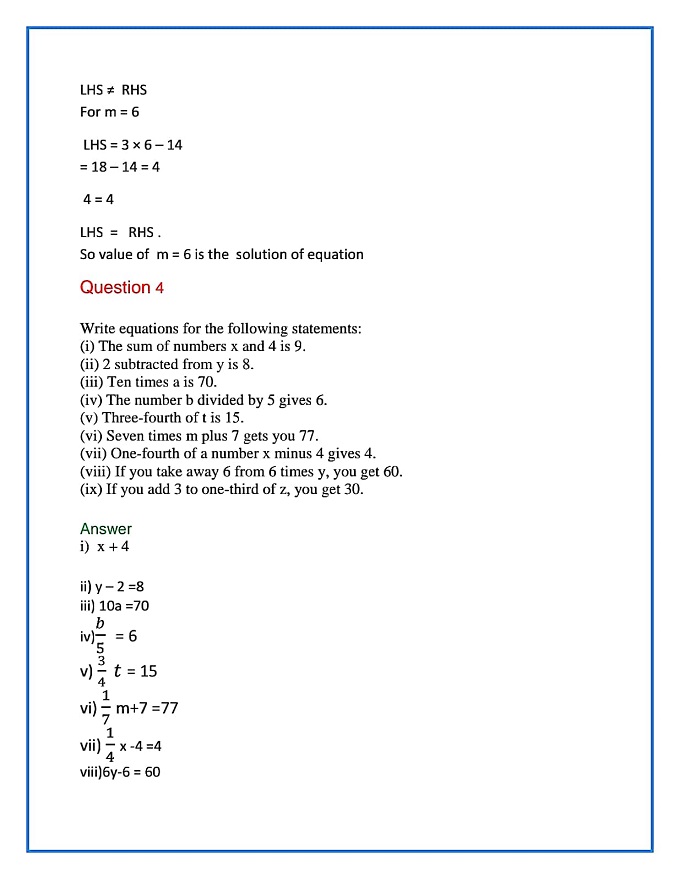 LHS ≠ RHS
For m = 6
LHS = 3 × 6 – 14
= 18 – 14 = 4
4 = 4
LHS = RHS .
So value of m = 6 is the solution of equation
Question 4
Write equations for the following statements:
(i) The sum of numbers x and 4 is 9.
(ii) 2 subtracted from y is 8.
(iii) Ten times a is 70.
(iv) The number b divided by 5 gives 6.
(v) Three-fourth of t is 15.
(vi) Seven times m plus 7 gets you 77.
(vii) One-fourth of a number x minus 4 gives 4.
(viii) If you take away 6 from 6 times y, you get 60.
(ix) If you add 3 to one-third of z, you get 30.
Answer
i) x + 4
ii) y – 2 =8
iii) 10a =70
iv) b/5 = 6
v) 3/4 t = 15
vi) 1/7 m+7 =77
vii) 1/4 x -4 =4
viii)6y-6 = 60